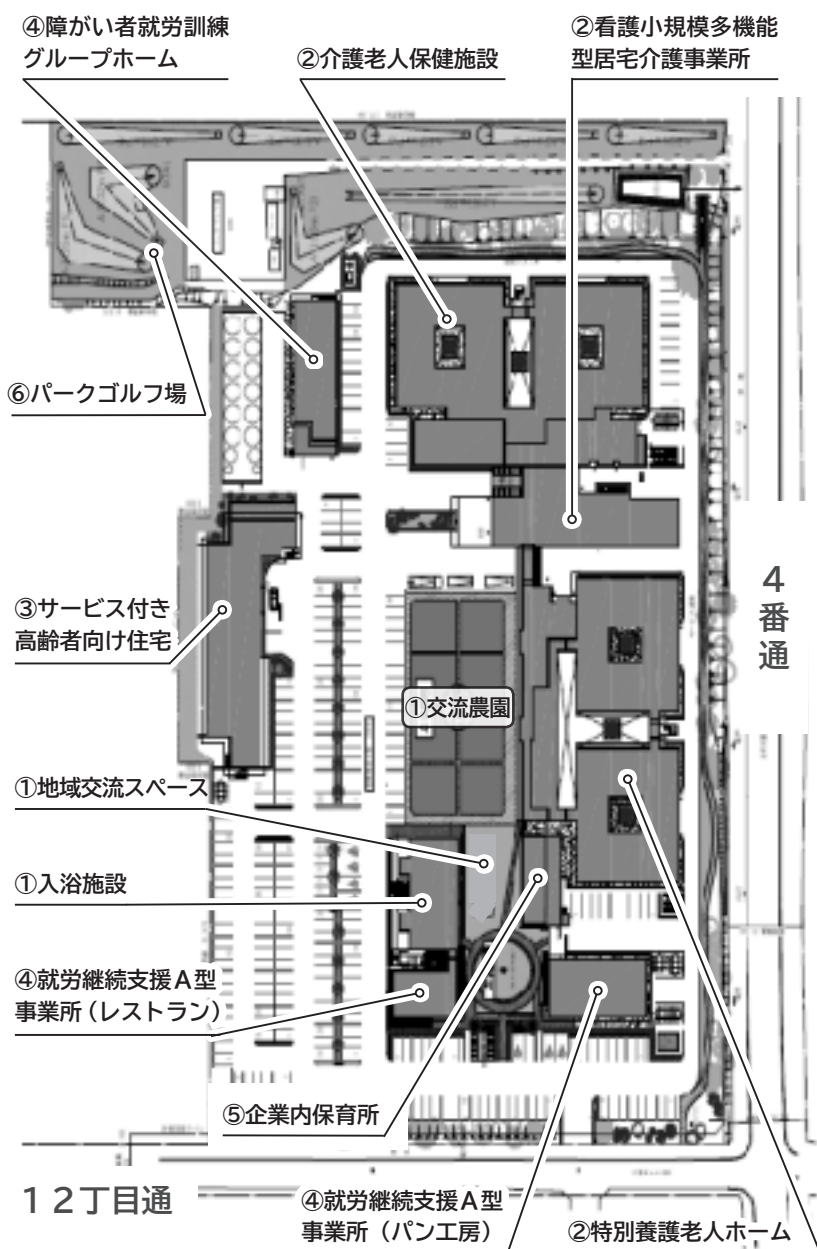 ④障がい者就労訓練
グループホーム
②介護老人保健施設
②看護小規模多機能
型居宅介護事業所
⑥パークゴルフ場
4番通
③サービス付き
高齢者向け住宅
①交流農園
①地域交流スペース
①入浴施設
④就労継続支援A型
事業所（レストラン）
⑤企業内保育所
12丁目通
④就労継続支援A型
事業所（パン工房）
②特別養護老人ホーム